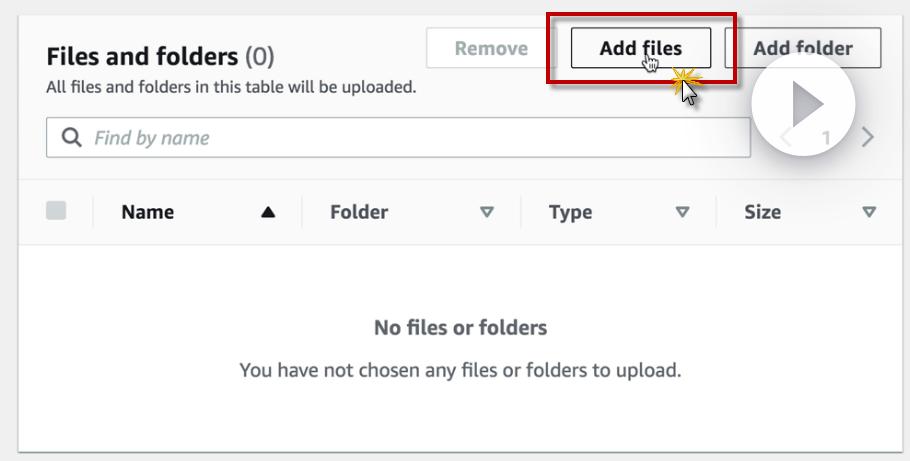 Files and folders (0)
Remove
Add files
Add folder
All files and folders in this table will be uploaded.
Find by name
1
Name
Folder
Type
Size
No files or folders
You have not chosen any files or folders to upload.